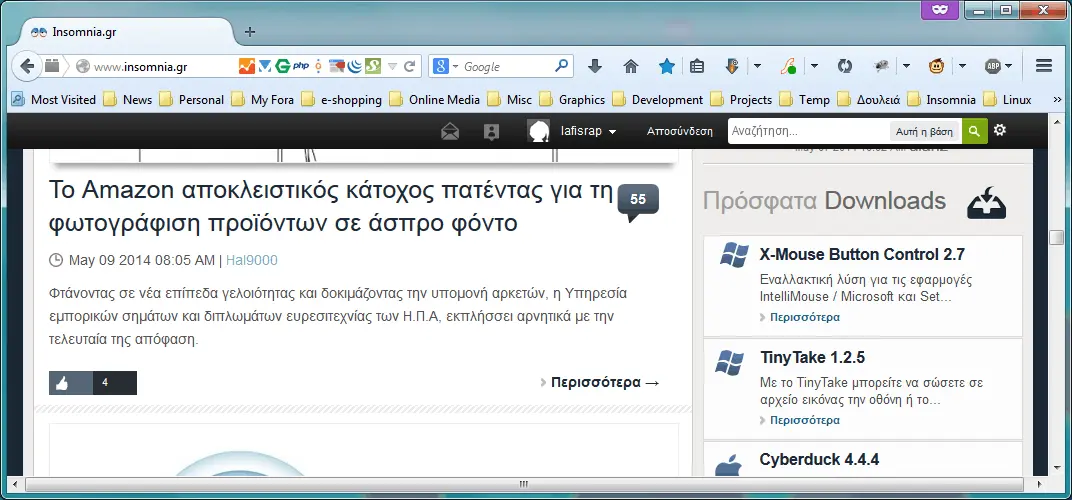 Insomnia.gr
www.insomnia.gr
php
Google
ABP
Most Visited
News
Personal
My Fora
e-shopping
Online Media
Misc
Graphics
Development
Projects
Temp
Δουλειά
Insomnia
Linux
»
lafisrap
Αποσύνδεση
Αναζήτηση...
Αυτή η βάση
Το Amazon αποκλειστικός κάτοχος πατέντας για τη
φωτογράφιση προϊόντων σε άσπρο φόντο
55
May 09 2014 08:05 AM | Hal9000
Φτάνοντας σε νέα επίπεδα γελοιότητας και δοκιμάζοντας την υπομονή αρκετών, η Υπηρεσία
εμπορικών σημάτων και διπλωμάτων ευρεσιτεχνίας των Η.Π.Α, εκπλήσσει αρνητικά με την
τελευταία της απόφαση.
4
Περισσότερα →
Πρόσφατα Downloads
X-Mouse Button Control 2.7
Εναλλακτική λύση για τις εφαρμογές
IntelliMouse / Microsoft και Set...
Περισσότερα
TinyTake 1.2.5
Με το TinyTake μπορείτε να σώσετε σε
αρχείο εικόνας την οθόνη ή το...
Περισσότερα
Cyberduck 4.4.4